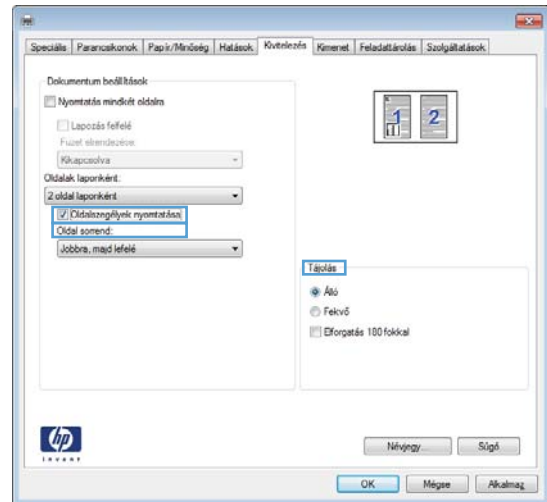 Speciális Parancsikonok Papír/Minőség Hatások Kivitelezés Kimenet Feladattárolás Szolgáltatások
Dokumentum beállítások
Nyomtatás mindkét oldalra
Lapozás felfelé
Füzet elrendezése:
Kikapcsolva
Oldalak laponként:
2 oldal laponként
Oldalszegélyek nyomtatása
Oldal sorrend:
Jobbra, majd lefelé
1 2
Tájolás
Álló
Fekvő
Elforgatás 180 fokkal
hp
invent
Névjegy... Súgó
OK Mégse Alkalmaz